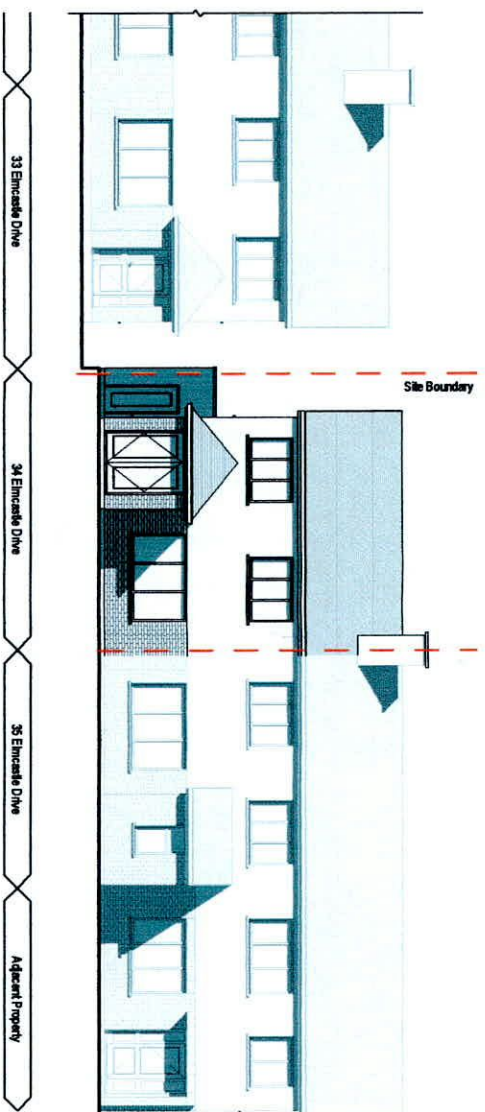 Site Boundary
33 Elmcastle Drive
34 Elmcastle Drive
35 Elmcastle Drive
Adjacent Property